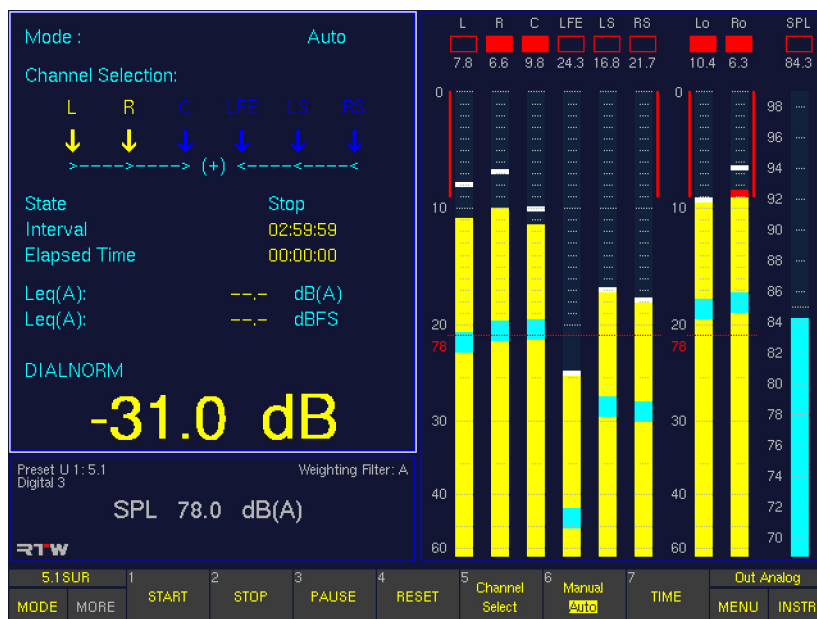 Mode : Auto
Channel Selection:
L R C LFE LS RS
>---->----> (+) <----<----<
State Stop
Interval 02:59:59
Elapsed Time 00:00:00
Leq(A): --.- dB(A)
Leq(A): --.- dBFS
DIALNORM
-31.0 dB
Preset U 1: 5.1 Weighting Filter: A
Digital 3
SPL 78.0 dB(A)
RTW
L R C LFE LS RS Lo Ro SPL
7.8 6.6 9.8 24.3 16.8 21.7 10.4 6.3 84.3
0 0 98
96
94
10 10 92
90
88
86
20 20 84
78 78
82
80
30 30 78
76
40 40 74
72
70
60 60
5.1SUR 1 START 2 STOP 3 PAUSE 4 RESET 5 Channel Select 6 Manual Auto 7 TIME Out Analog
MODE MORE MENU INSTR